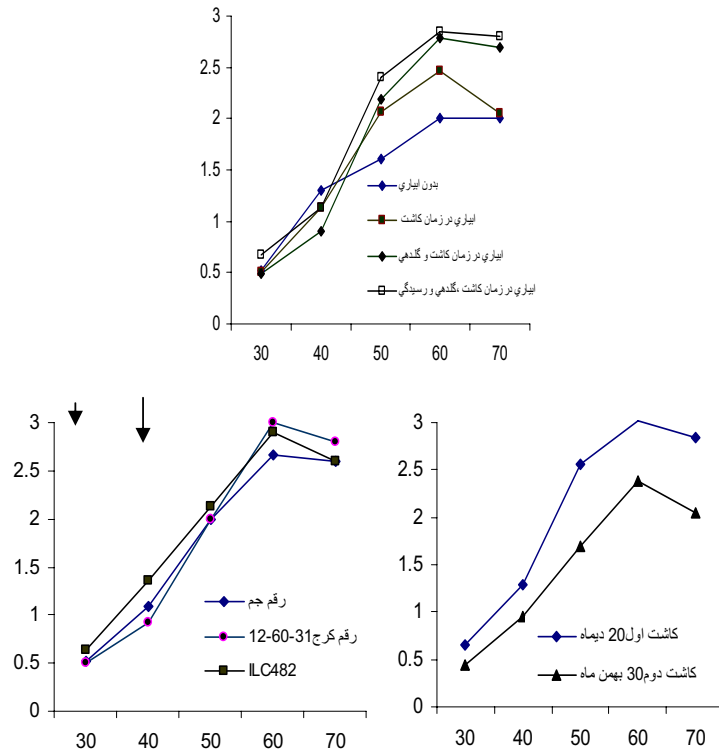 3
2.5
2
1.5
1
0.5
0
30 40 50 60 70
بدون ابياري
ابياري در زمان كاشت
ابياري در زمان كاشت و گلدهي
ابياري در زمان كاشت ،گلدهي و رسيدگي
3
2.5
2
1.5
1
0.5
0
30 40 50 60 70
رقم جم
رقم كرج31-60-12
ILC482
3
2.5
2
1.5
1
0.5
0
30 40 50 60 70
كاشت اول20 ديماه
كاشت دوم30 بهمن ماه